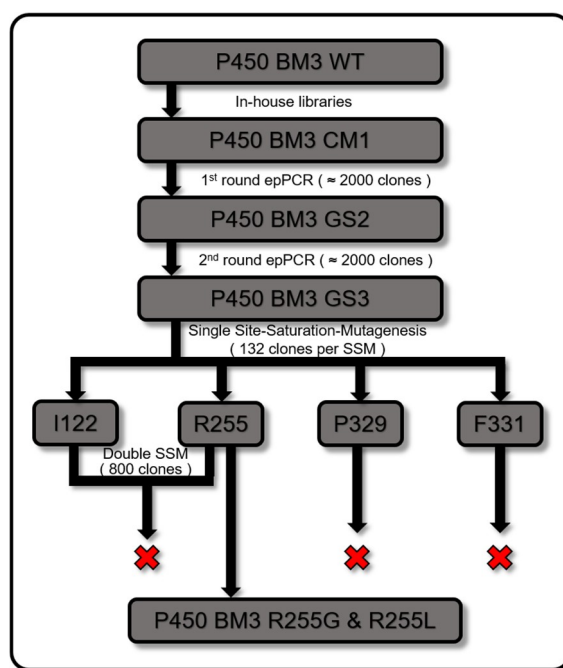 P450 BM3 WT
In-house libraries
P450 BM3 CM1
1st round epPCR ( ≈ 2000 clones )
P450 BM3 GS2
2nd round epPCR ( ≈ 2000 clones )
P450 BM3 GS3
Single Site-Saturation-Mutagenesis
( 132 clones per SSM)
I122
R255
P329
F331
Double SSM
( 800 clones )
P450 BM3 R255G & R255L